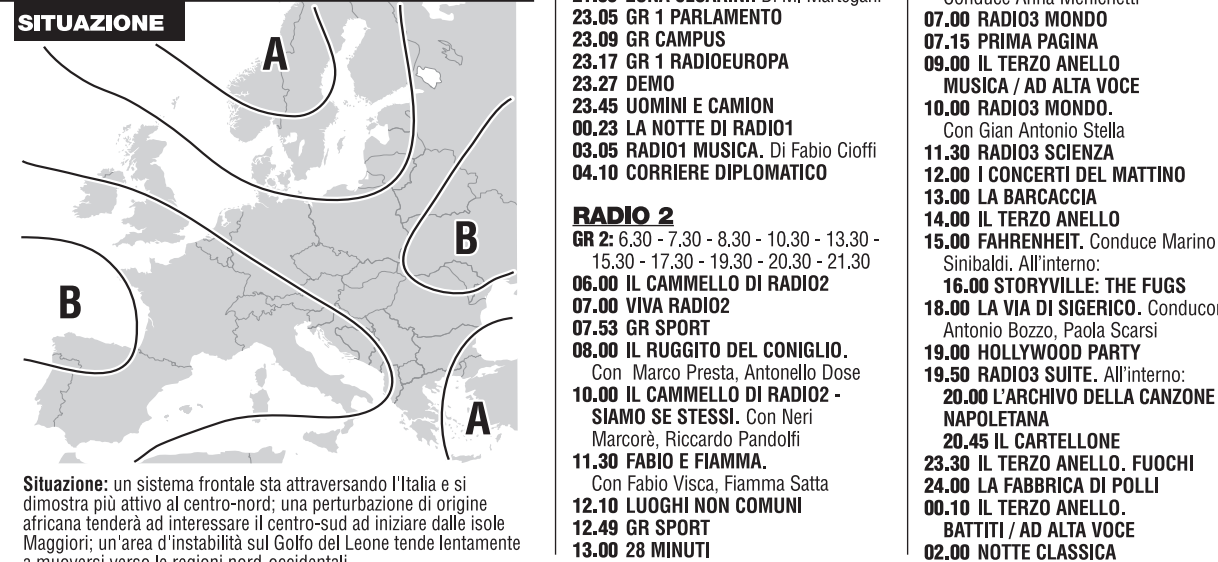 SITUAZIONE
A
B
B
A
Situazione: un sistema frontale sta attraversando l'Italia e si
dimostra più attivo al centro-nord; una perturbazione di origine
africana tenderà ad interessare il centro-sud ad iniziare dalle isole
Maggiori; un'area d'instabilità sul Golfo del Leone tende lentamente
a muoversi verso le regioni nord-occidentali
23.05 GR 1 PARLAMENTO
23.09 GR CAMPUS
23.17 GR 1 RADIOEUROPA
23.27 DEMO
23.45 UOMINI E CAMION
00.23 LA NOTTE DI RADIO1
03.05 RADIO1 MUSICA. Di Fabio Cioffi
04.10 CORRIERE DIPLOMATICO
RADIO 2
GR 2: 6.30 - 7.30 - 8.30 - 10.30 - 13.30 -
15.30 - 17.30 - 19.30 - 20.30 - 21.30
06.00 IL CAMMELLO DI RADIO2
07.00 VIVA RADIO2
07.53 GR SPORT
08.00 IL RUGGITO DEL CONIGLIO.
Con Marco Presta, Antonello Dose
10.00 IL CAMMELLO DI RADIO2 -
SIAMO SE STESSI. Con Neri
Marcorè, Riccardo Pandolfi
11.30 FABIO E FIAMMA.
Con Fabio Visca, Fiamma Satta
12.10 LUOGHI NON COMUNI
12.49 GR SPORT
13.00 28 MINUTI
Conduce Anna Menichetti
07.00 RADIO3 MONDO
07.15 PRIMA PAGINA
09.00 IL TERZO ANELLO
MUSICA / AD ALTA VOCE
10.00 RADIO3 MONDO.
Con Gian Antonio Stella
11.30 RADIO3 SCIENZA
12.00 I CONCERTI DEL MATTINO
13.00 LA BARCACCIA
14.00 IL TERZO ANELLO
15.00 FAHRENHEIT. Conduce Marino
Sinibaldi. All'interno:
16.00 STORYVILLE: THE FUGS
18.00 LA VIA DI SIGERICO.
Antonio Bozzo, Paola Scarsi
19.00 HOLLYWOOD PARTY
19.50 RADIO3 SUITE. All'interno:
20.00 L'ARCHIVO DELLA CANZONE
NAPOLETANA
20.45 IL CARTELLONE
23.30 IL TERZO ANELLO. FUOCHI
24.00 LA FABBRICA DI POLLI
00.10 IL TERZO ANELLO.
BATTITI / AD ALTA VOCE
02.00 NOTTE CLASSICA